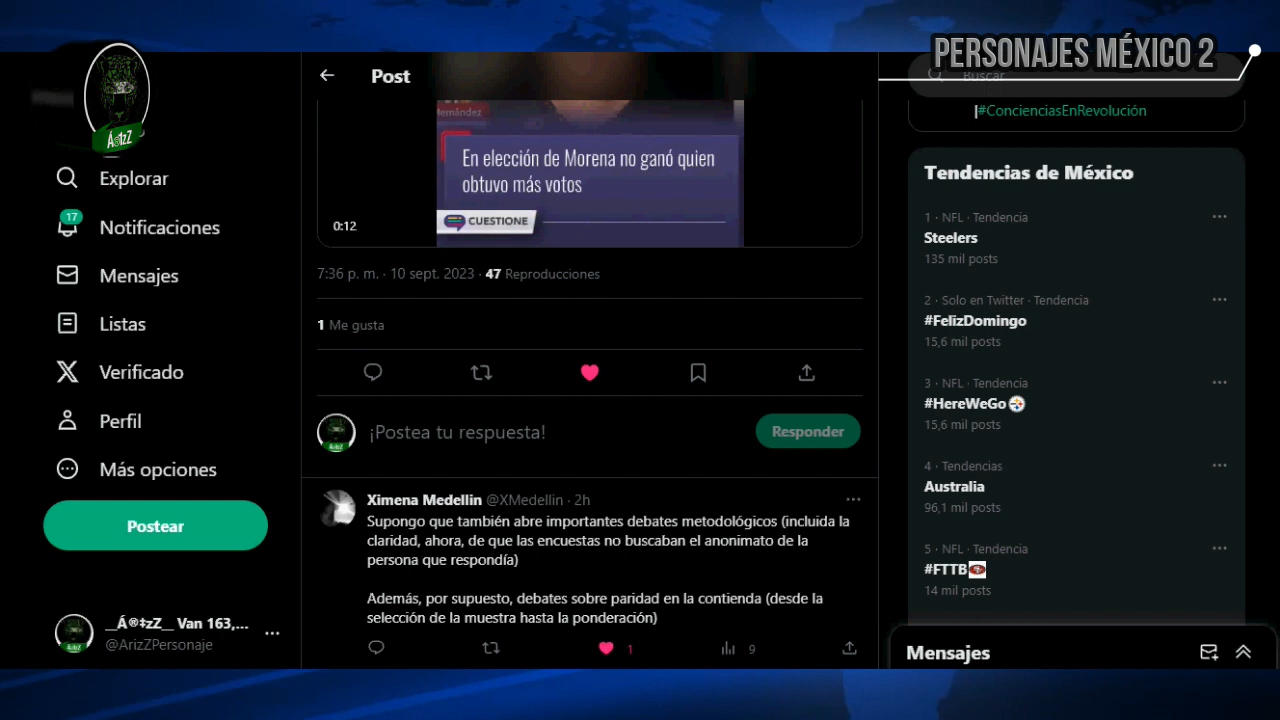 PERSONAJES MÉXICO 2
ÁrizZ
Explorar
17
Notificaciones
Mensajes
Listas
Verificado
Perfil
Más opciones
Postear
__Á®‡zZ__ Van 163,...
@ArizZPersonaje
Post
Hernández
En elección de Morena no ganó quien
obtuvo más votos
CUESTIONE
0:12
7:36 p. m. · 10 sept. 2023 · 47 Reproducciones
1 Me gusta
¡Postea tu respuesta!
Responder
Ximena Medellin @XMedellin · 2h
Supongo que también abre importantes debates metodológicos (incluida la
claridad, ahora, de que las encuestas no buscaban el anonimato de la
persona que respondía)
Además, por supuesto, debates sobre paridad en la contienda (desde la
selección de la muestra hasta la ponderación)
1
9
Buscar
#ConcienciasEnRevolución
Tendencias de México
1 · NFL · Tendencia
Steelers
135 mil posts
2 · Solo en Twitter · Tendencia
#FelizDomingo
15,6 mil posts
3 · NFL · Tendencia
#HereWeGo
15,6 mil posts
4 · Tendencias
Australia
96,1 mil posts
5 · NFL · Tendencia
#FTTB
14 mil posts
Mensajes